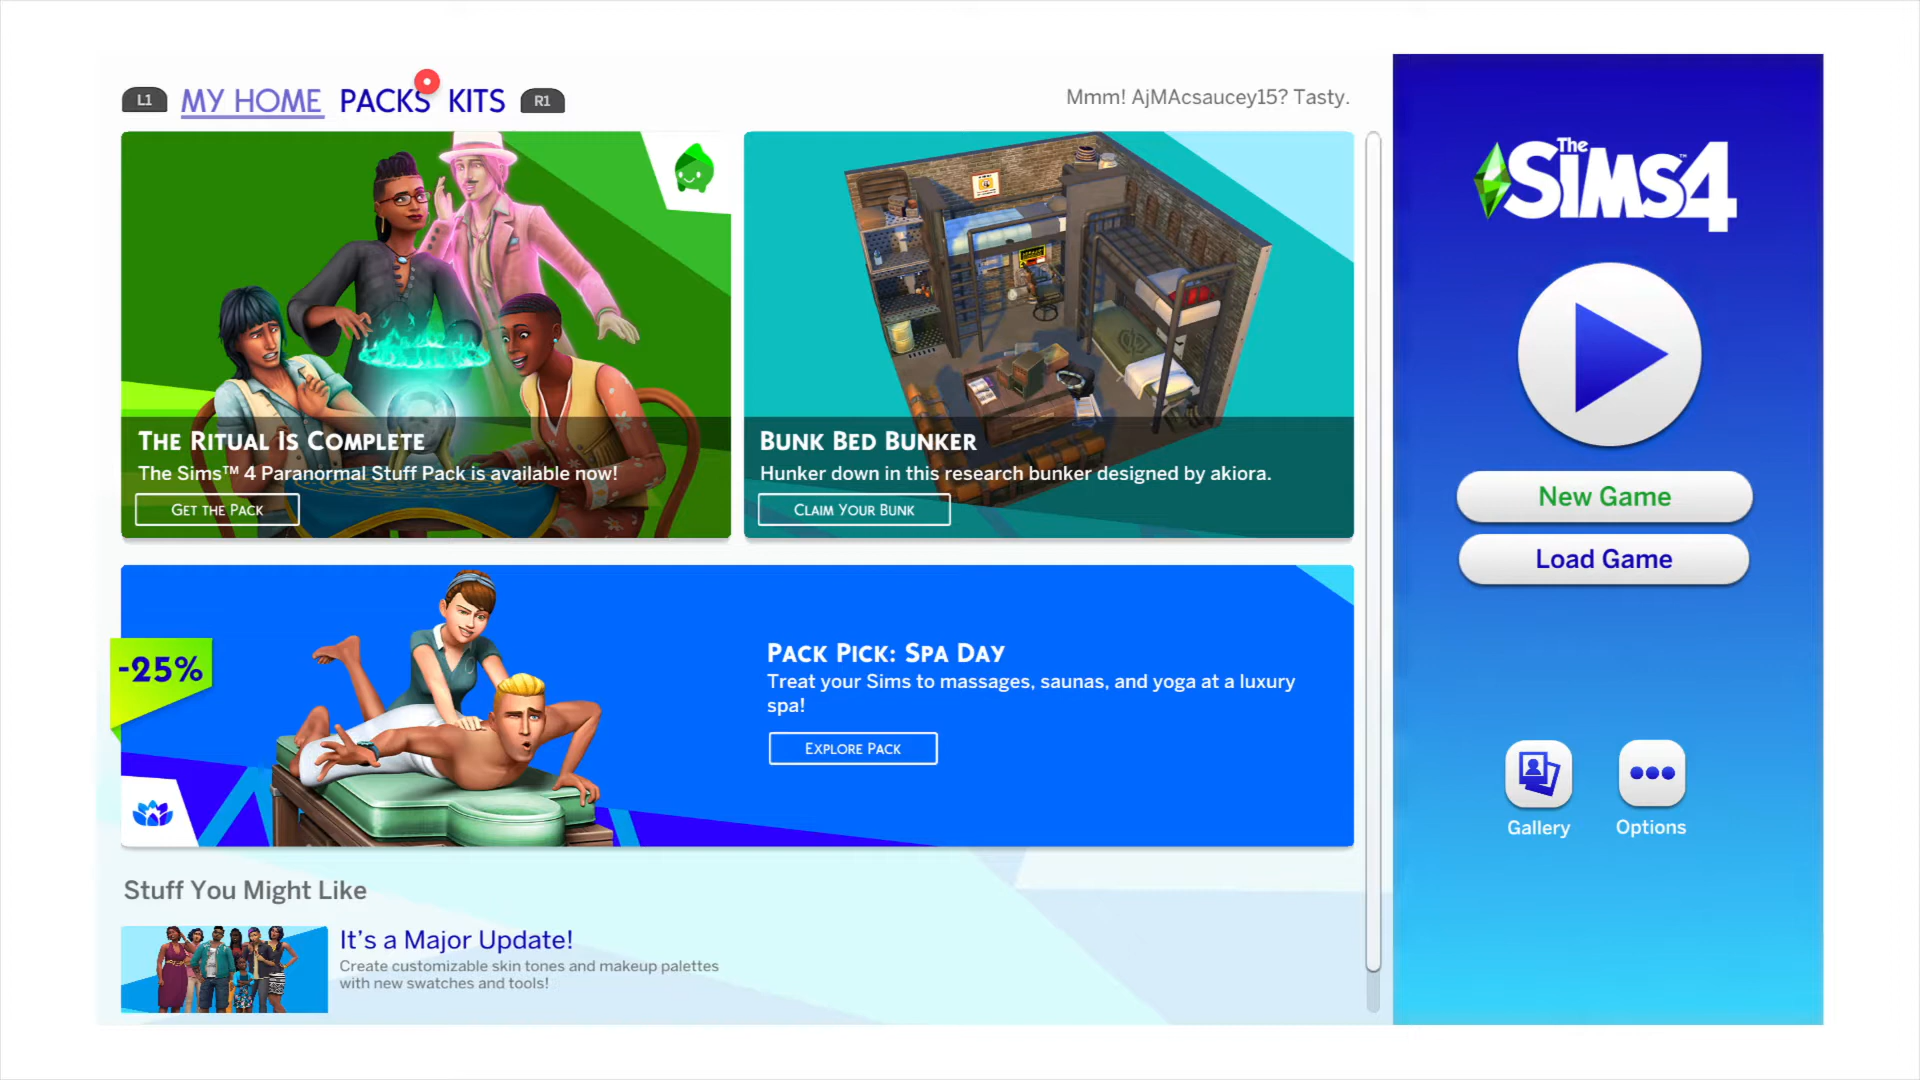 L1 MY HOME PACKS KITS R1
Mmm! AjMAcsaucey15? Tasty.
THE RITUAL IS COMPLETE
The Sims™ 4 Paranormal Stuff Pack is available now!
GET THE PACK
BUNK BED BUNKER
Hunker down in this research bunker designed by akiora.
CLAIM YOUR BUNK
-25%
PACK PICK: SPA DAY
Treat your Sims to massages, saunas, and yoga at a luxury
spa!
EXPLORE PACK
Stuff You Might Like
It's a Major Update!
Create customizable skin tones and makeup palettes
with new swatches and tools!
The SIMS™ 4
New Game
Load Game
Gallery
Options